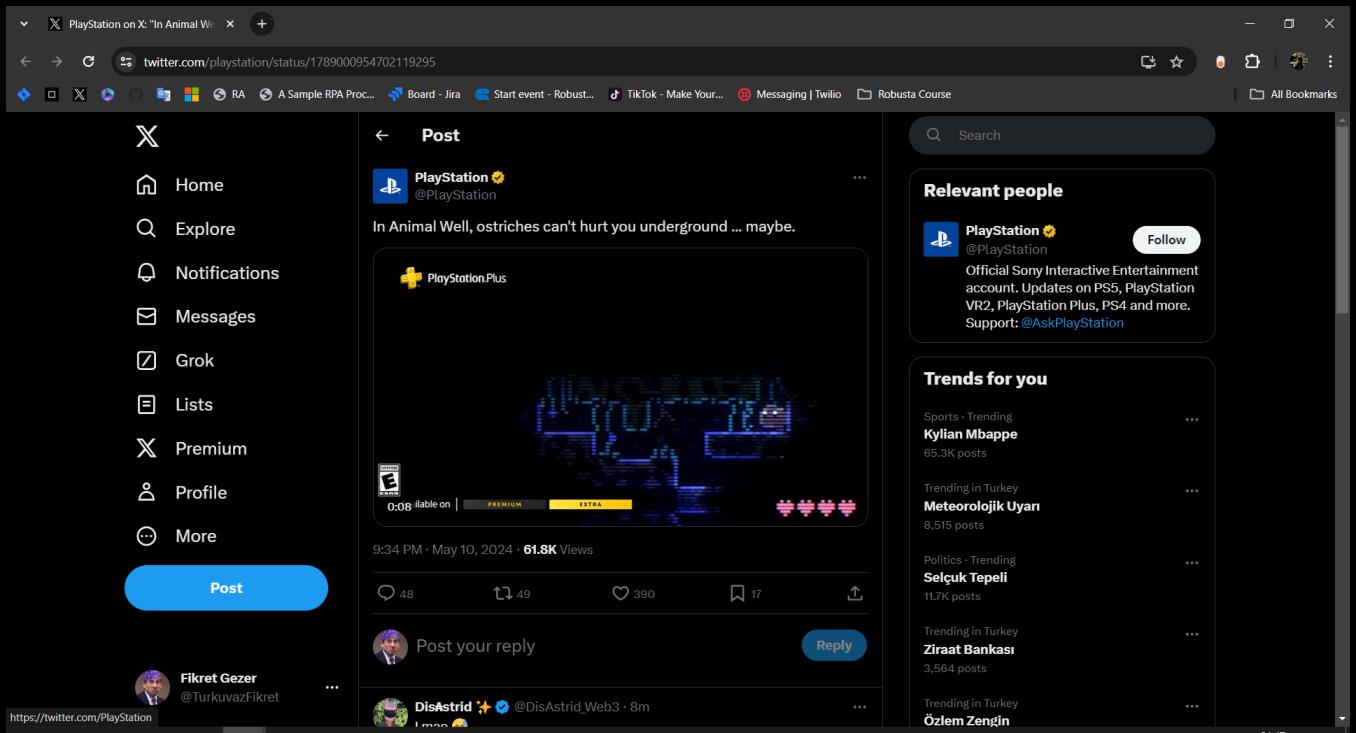 PlayStation on X: "In Animal We
twitter.com/playstation/status/1789000954702119295
RA
A Sample RPA Proc...
Board - Jira
Start event - Robust...
TikTok - Make Your...
Messaging | Twilio
Robusta Course
All Bookmarks
Home
Explore
Notifications
Messages
Grok
Lists
Premium
Profile
More
Post
Fikret Gezer
@TurkuvazFikret
https://twitter.com/PlayStation
Post
PlayStation
@PlayStation
In Animal Well, ostriches can't hurt you underground ... maybe.
PlayStation.Plus
E
0:08 ilable on | PREMIUM EXTRA
9:34 PM · May 10, 2024 · 61.8K Views
48 49 390 17
Post your reply
Reply
DisAstrid @DisAstrid_Web3 · 8m
Lmao
Search
Relevant people
PlayStation
@PlayStation
Follow
Official Sony Interactive Entertainment
account. Updates on PS5, PlayStation
VR2, PlayStation Plus, PS4 and more.
Support: @AskPlayStation
Trends for you
Sports · Trending
Kylian Mbappe
65.3K posts
Trending in Turkey
Meteorolojik Uyarı
8,515 posts
Politics · Trending
Selçuk Tepeli
11.7K posts
Trending in Turkey
Ziraat Bankası
3,564 posts
Trending in Turkey
Özlem Zengin